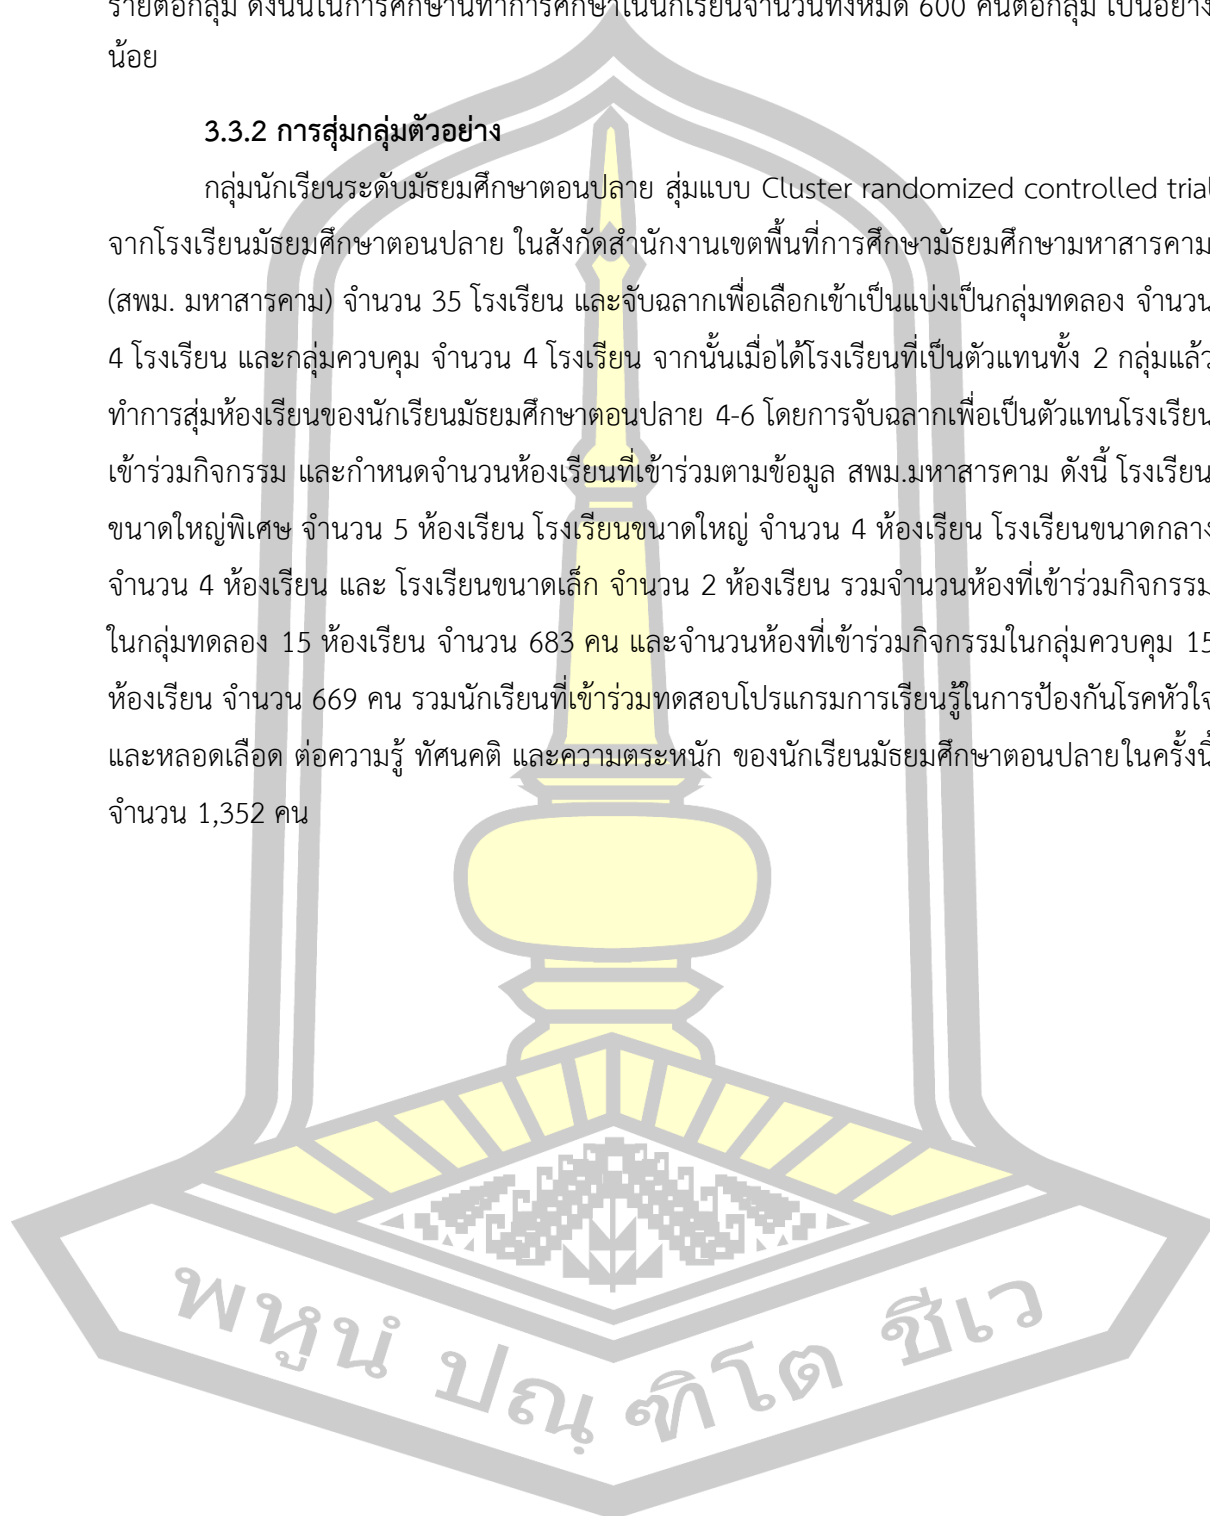 รายต่อกลุ่ม ดังนั้นในการศึกษานี้ทำการศึกษาในนักเรียนจำนวนทั้งหมด 600 คนต่อกลุ่ม เป็นอย่าง
น้อย
3.3.2 การสุ่มกลุ่มตัวอย่าง
กลุ่มนักเรียนระดับมัธยมศึกษาตอนปลาย สุ่มแบบ Cluster randomized controlled trial
จากโรงเรียนมัธยมศึกษาตอนปลาย ในสังกัดสำนักงานเขตพื้นที่การศึกษามัธยมศึกษามหาสารคาม
(สพม. มหาสารคาม) จำนวน 35 โรงเรียน และจับฉลากเพื่อเลือกเข้าเป็นแบ่งเป็นกลุ่มทดลอง จำนวน
4 โรงเรียน และกลุ่มควบคุม จำนวน 4 โรงเรียน จากนั้นเมื่อได้โรงเรียนที่เป็นตัวแทนทั้ง 2 กลุ่มแล้ว
ทำการสุ่มห้องเรียนของนักเรียนมัธยมศึกษาตอนปลาย 4-6 โดยการจับฉลากเพื่อเป็นตัวแทนโรงเรียน
เข้าร่วมกิจกรรม และกำหนดจำนวนห้องเรียนที่เข้าร่วมตามข้อมูล สพม.มหาสารคาม ดังนี้ โรงเรียน
ขนาดใหญ่พิเศษ จำนวน 5 ห้องเรียน โรงเรียนขนาดใหญ่ จำนวน 4 ห้องเรียน โรงเรียนขนาดกลาง
จำนวน 4 ห้องเรียน และ โรงเรียนขนาดเล็ก จำนวน 2 ห้องเรียน รวมจำนวนห้องที่เข้าร่วมกิจกรรม
ในกลุ่มทดลอง 15 ห้องเรียน จำนวน 683 คน และจำนวนห้องที่เข้าร่วมกิจกรรมในกลุ่มควบคุม 15
ห้องเรียน จำนวน 669 คน รวมนักเรียนที่เข้าร่วมทดสอบโปรแกรมการเรียนรู้ในการป้องกันโรคหัวใจ
และหลอดเลือด ต่อความรู้ ทัศนคติ และความตระหนัก ของนักเรียนมัธยมศึกษาตอนปลายในครั้งนี้
จำนวน 1,352 คน
พหูนํ ปณฺฑิโต ชีเว